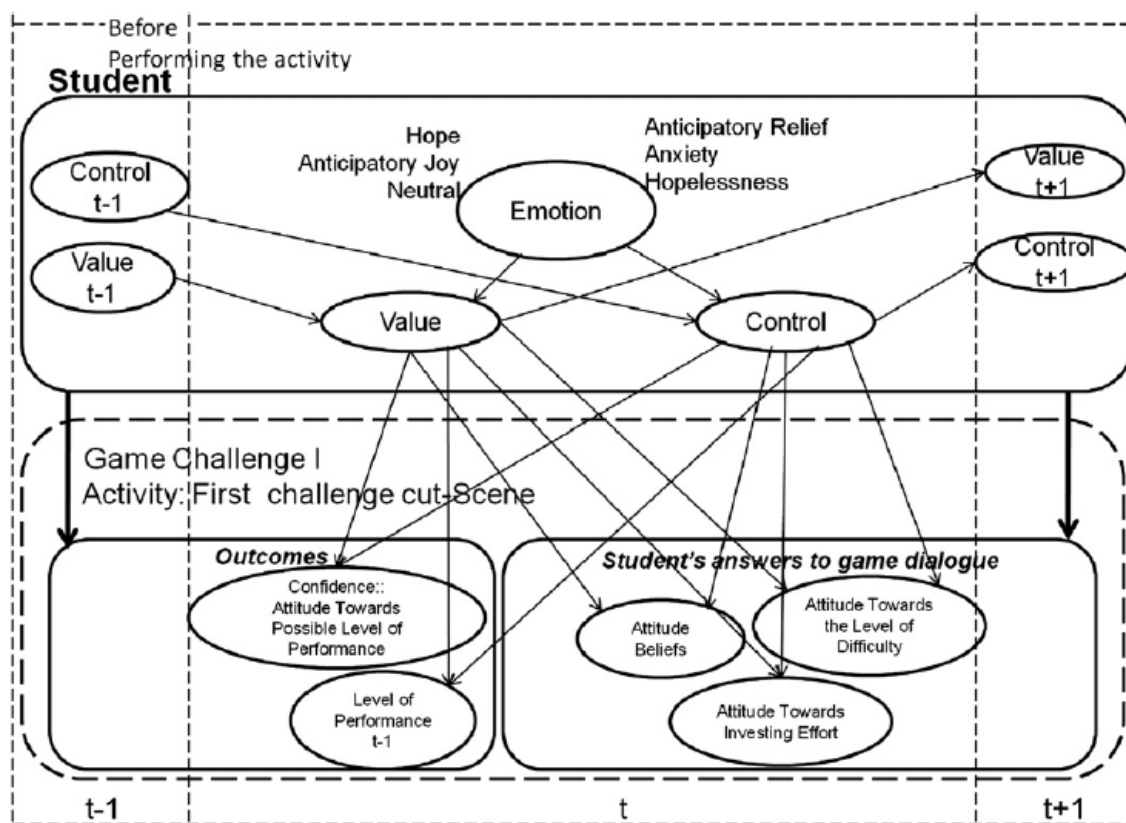 Before
Performing the activity
Student
Hope
Anticipatory Joy
Neutral
Anticipatory Relief
Anxiety
Hopelessness
Control
t-1
Value
t-1
Emotion
Value
t+1
Control
t+1
Value
Control
Game Challenge I
Activity: First challenge cut-Scene
Outcomes
Confidence::
Attitude Towards
Possible Level of
Performance
Level of
Performance
t-1
Student's answers to game dialogue
Attitude
Beliefs
Attitude Towards
the Level of
Difficulty
Attitude Towards
Investing Effort
t-1
t
t+1